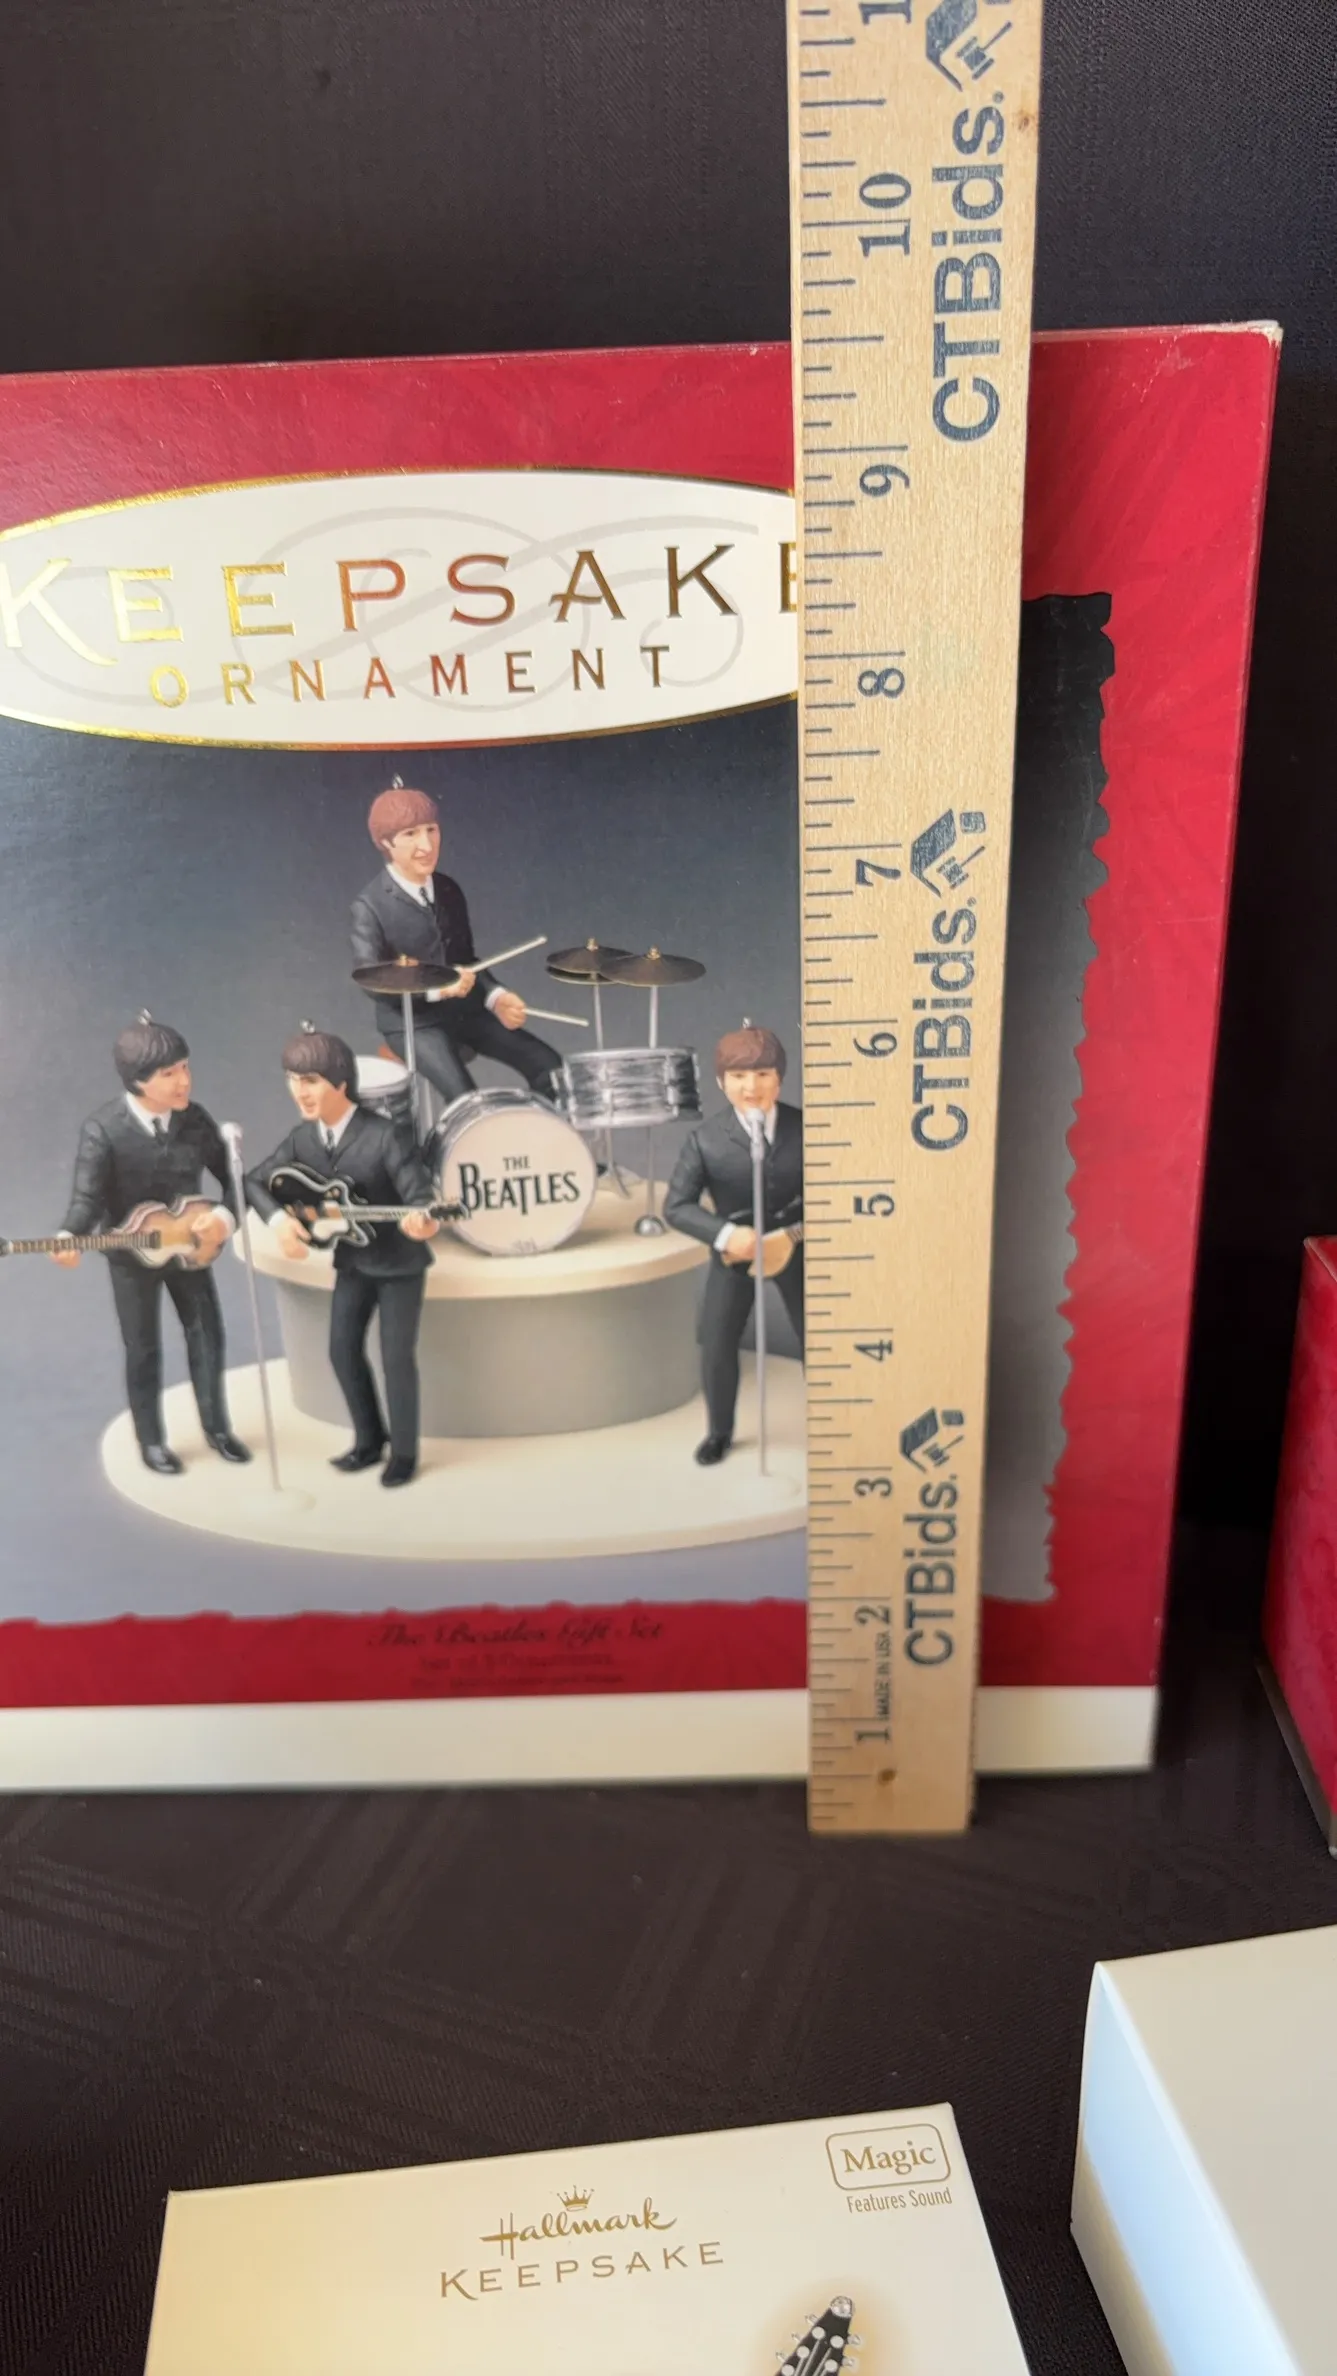 KEEPSAKE
ORNAMENT
THE
BEATLES
The Beatles Gift Set
1
10
9
8
7
6
5
4
3
2
1
MADE IN USA
CTBids.
CTBids.
CTBids.
CTBids.
Magic
Features Sound
Hallmark
KEEPSAKE